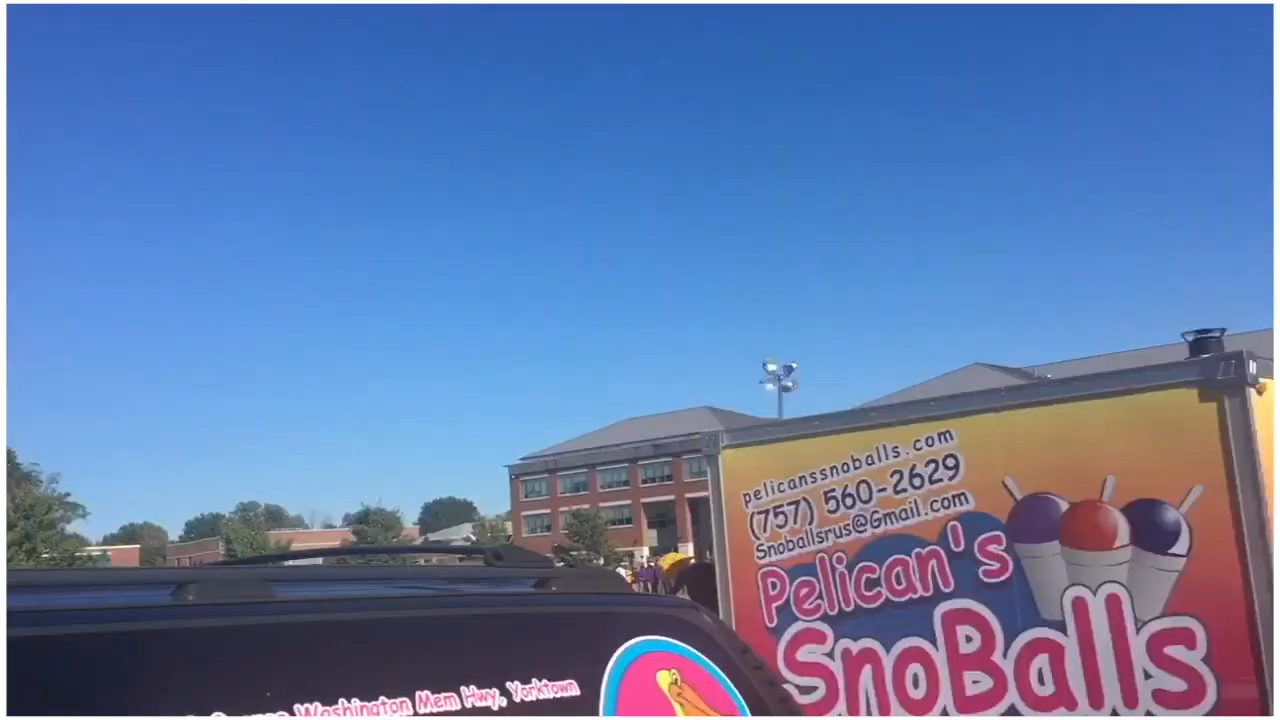 pelicanssnoballs.com
(757) 560-2629
Snoballsrus@Gmail.com
Pelican's
SnoBalls
Washington Mem Hwy, Yorktown